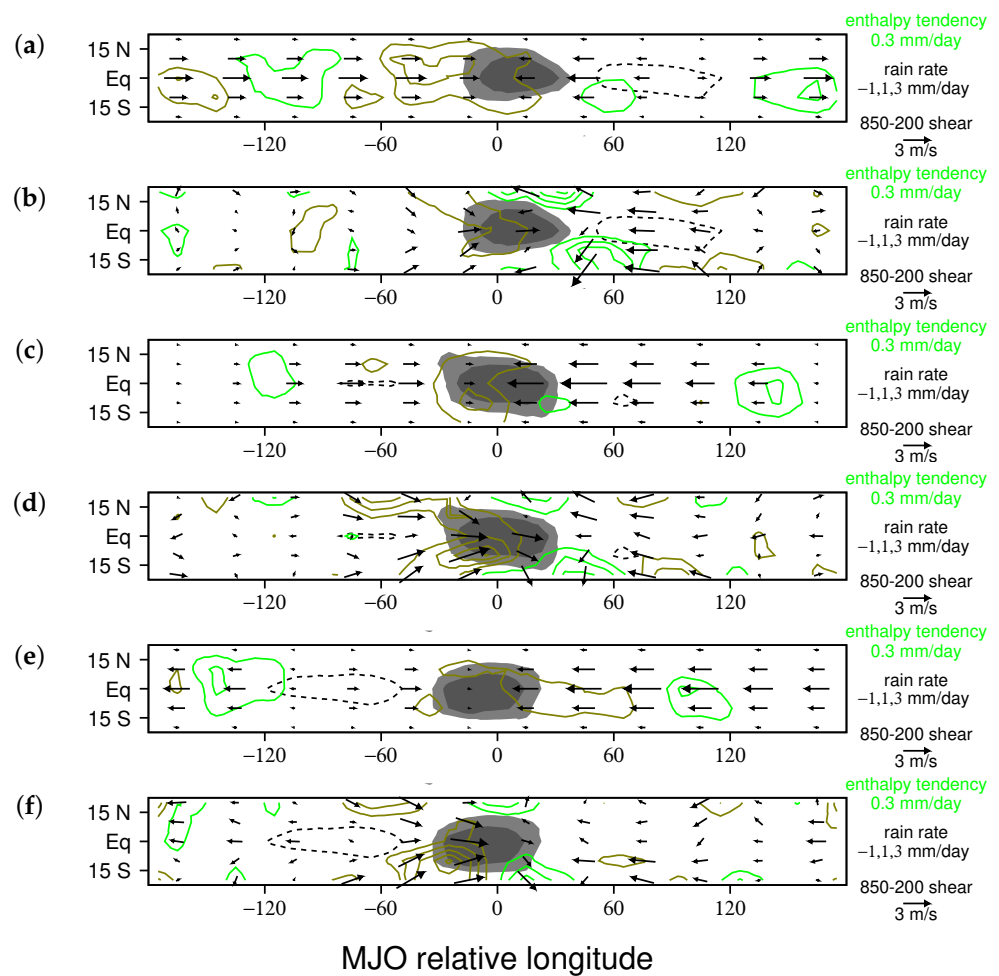 (a)
15 N
Eq
15 S
−120 −60 0 60 120
enthalpy tendency
0.3 mm/day
rain rate
−1,1,3 mm/day
850-200 shear
3 m/s
(b)
15 N
Eq
15 S
−120 −60 0 60 120
enthalpy tendency
0.3 mm/day
rain rate
−1,1,3 mm/day
850-200 shear
3 m/s
(c)
15 N
Eq
15 S
−120 −60 0 60 120
enthalpy tendency
0.3 mm/day
rain rate
−1,1,3 mm/day
850-200 shear
3 m/s
(d)
15 N
Eq
15 S
−120 −60 0 60 120
enthalpy tendency
0.3 mm/day
rain rate
−1,1,3 mm/day
850-200 shear
3 m/s
(e)
15 N
Eq
15 S
−120 −60 0 60 120
enthalpy tendency
0.3 mm/day
rain rate
−1,1,3 mm/day
850-200 shear
3 m/s
(f)
15 N
Eq
15 S
−120 −60 0 60 120
enthalpy tendency
0.3 mm/day
rain rate
−1,1,3 mm/day
850-200 shear
3 m/s
MJO relative longitude